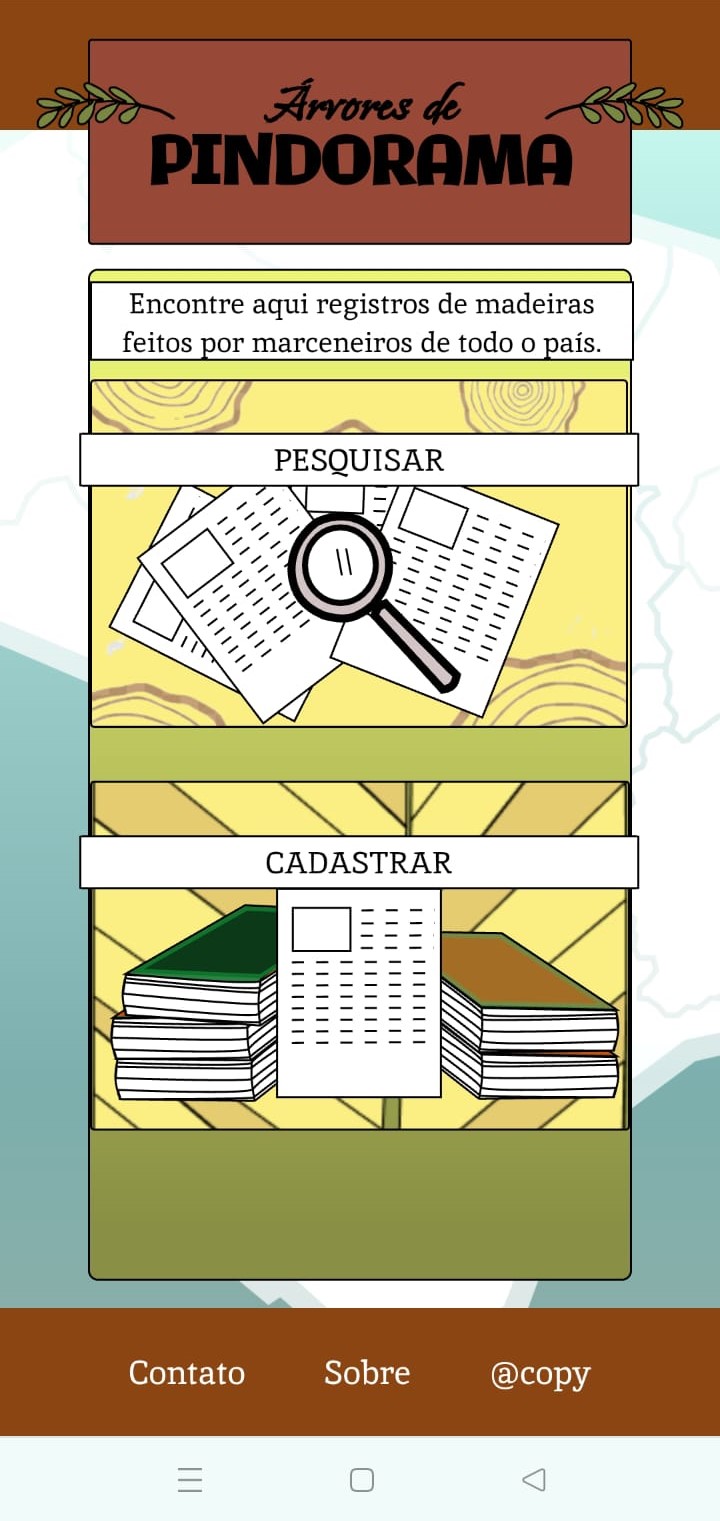 Árvores de
PINDORAMA
Encontre aqui registros de madeiras
feitos por marceneiros de todo o país.
PESQUISAR
CADASTRAR
Contato Sobre @copy